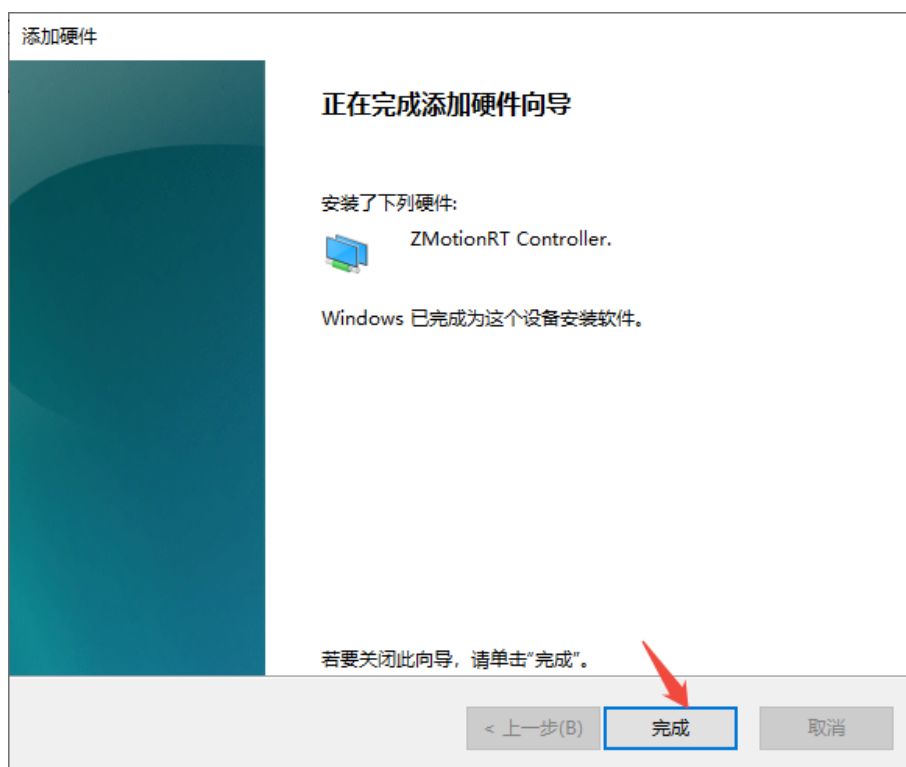 添加硬件
正在完成添加硬件向导
安装了下列硬件:
ZMotionRT Controller.
Windows 已完成为这个设备安装软件。
若要关闭此向导，请单击“完成”。
< 上一步(B)
完成
取消